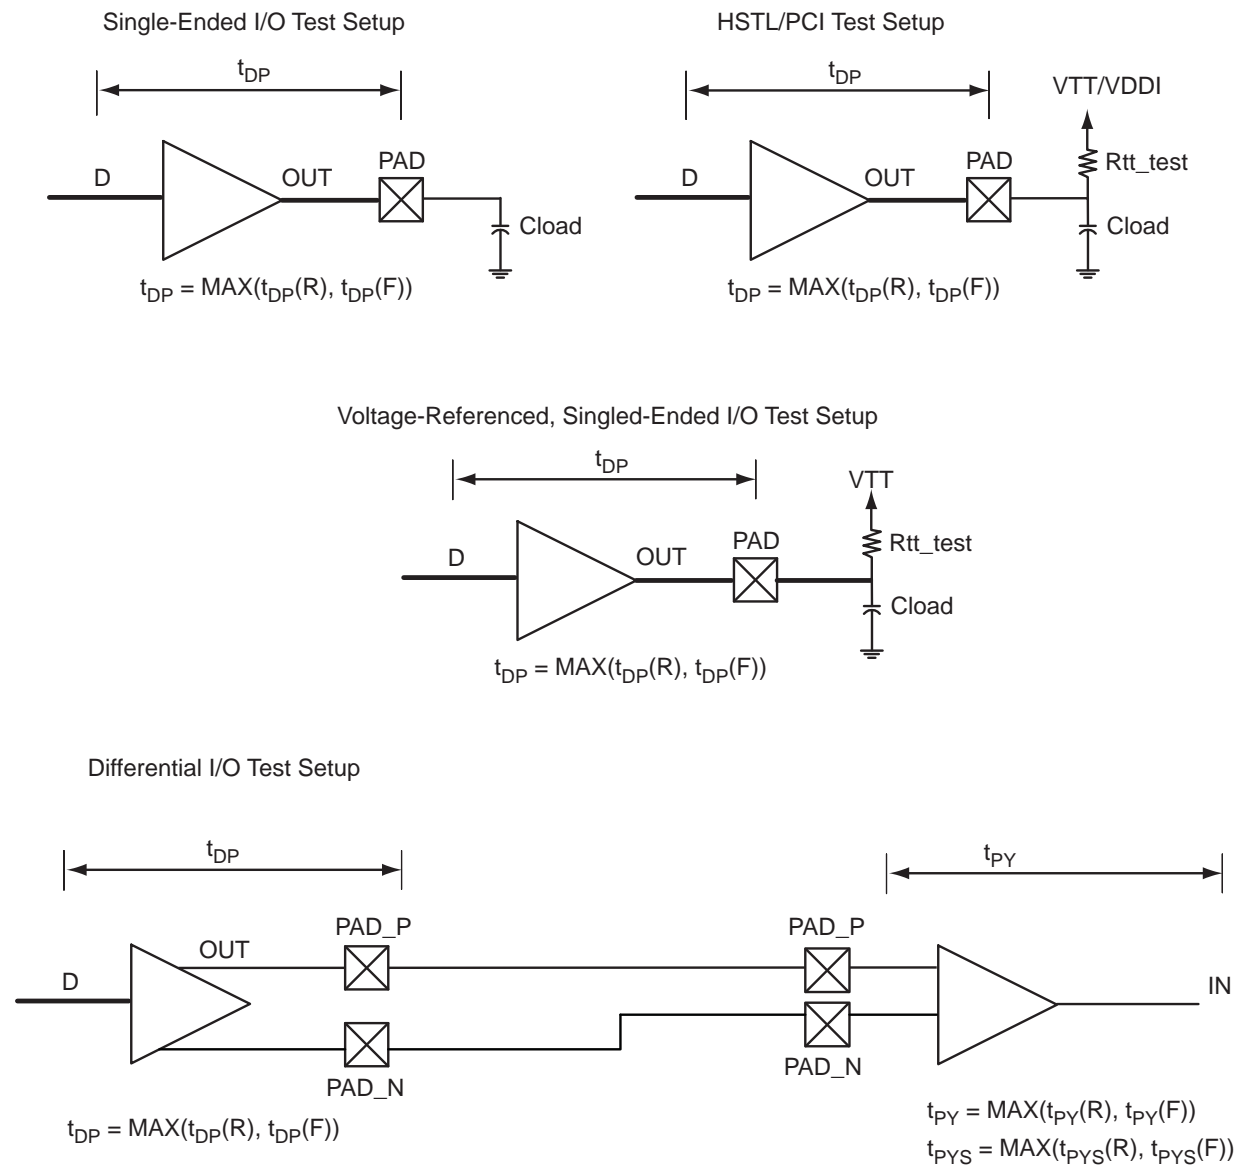 Single-Ended I/O Test Setup
tDP
D
OUT
PAD
Cload
tDP = MAX(tDP(R), tDP(F))
HSTL/PCI Test Setup
tDP
VTT/VDDI
D
OUT
PAD
Rtt_test
Cload
tDP = MAX(tDP(R), tDP(F))
Voltage-Referenced, Singled-Ended I/O Test Setup
tDP
VTT
D
OUT
PAD
Rtt_test
Cload
tDP = MAX(tDP(R), tDP(F))
Differential I/O Test Setup
tDP
tPY
D
OUT
PAD_P
PAD_P
IN
PAD_N
PAD_N
tDP = MAX(tDP(R), tDP(F))
tPY = MAX(tPY(R), tPY(F))
tPYS = MAX(tPYS(R), tPYS(F))